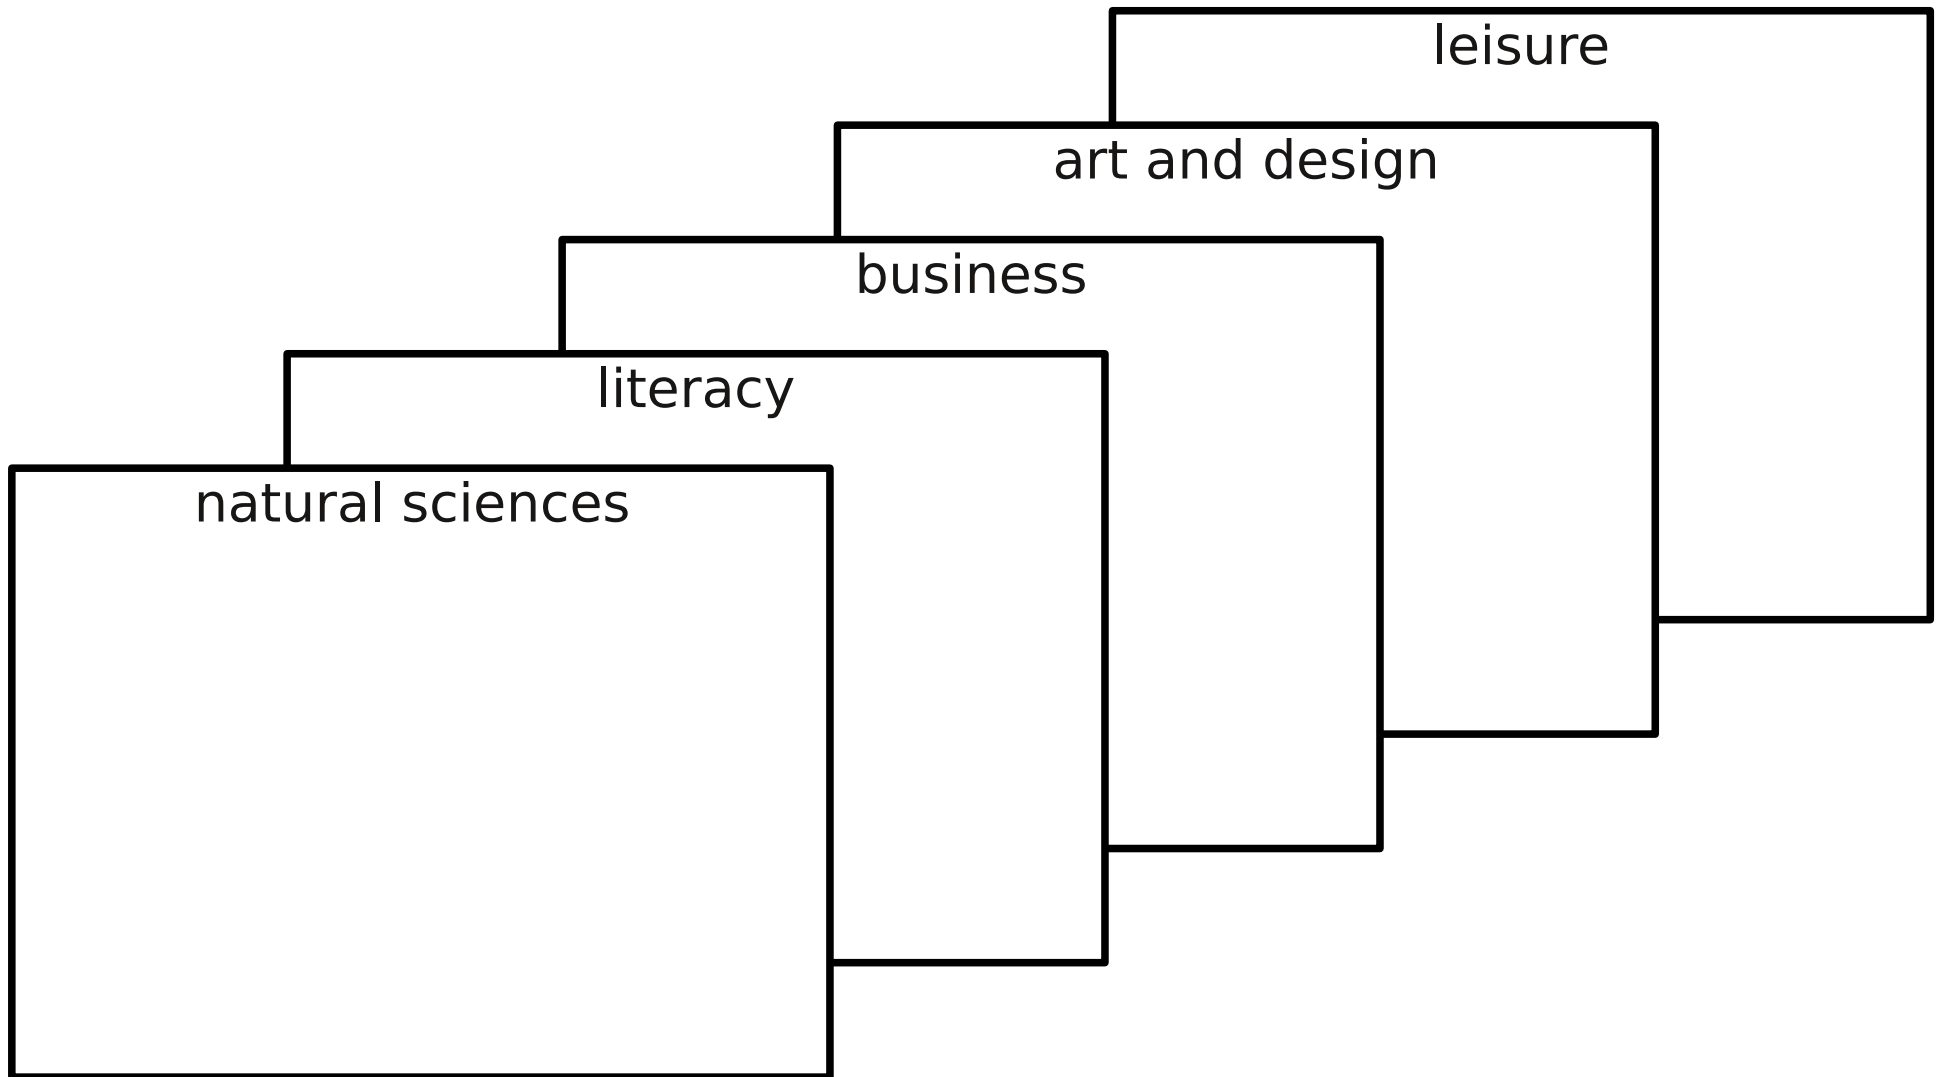 leisure
art and design
business
literacy
natural sciences